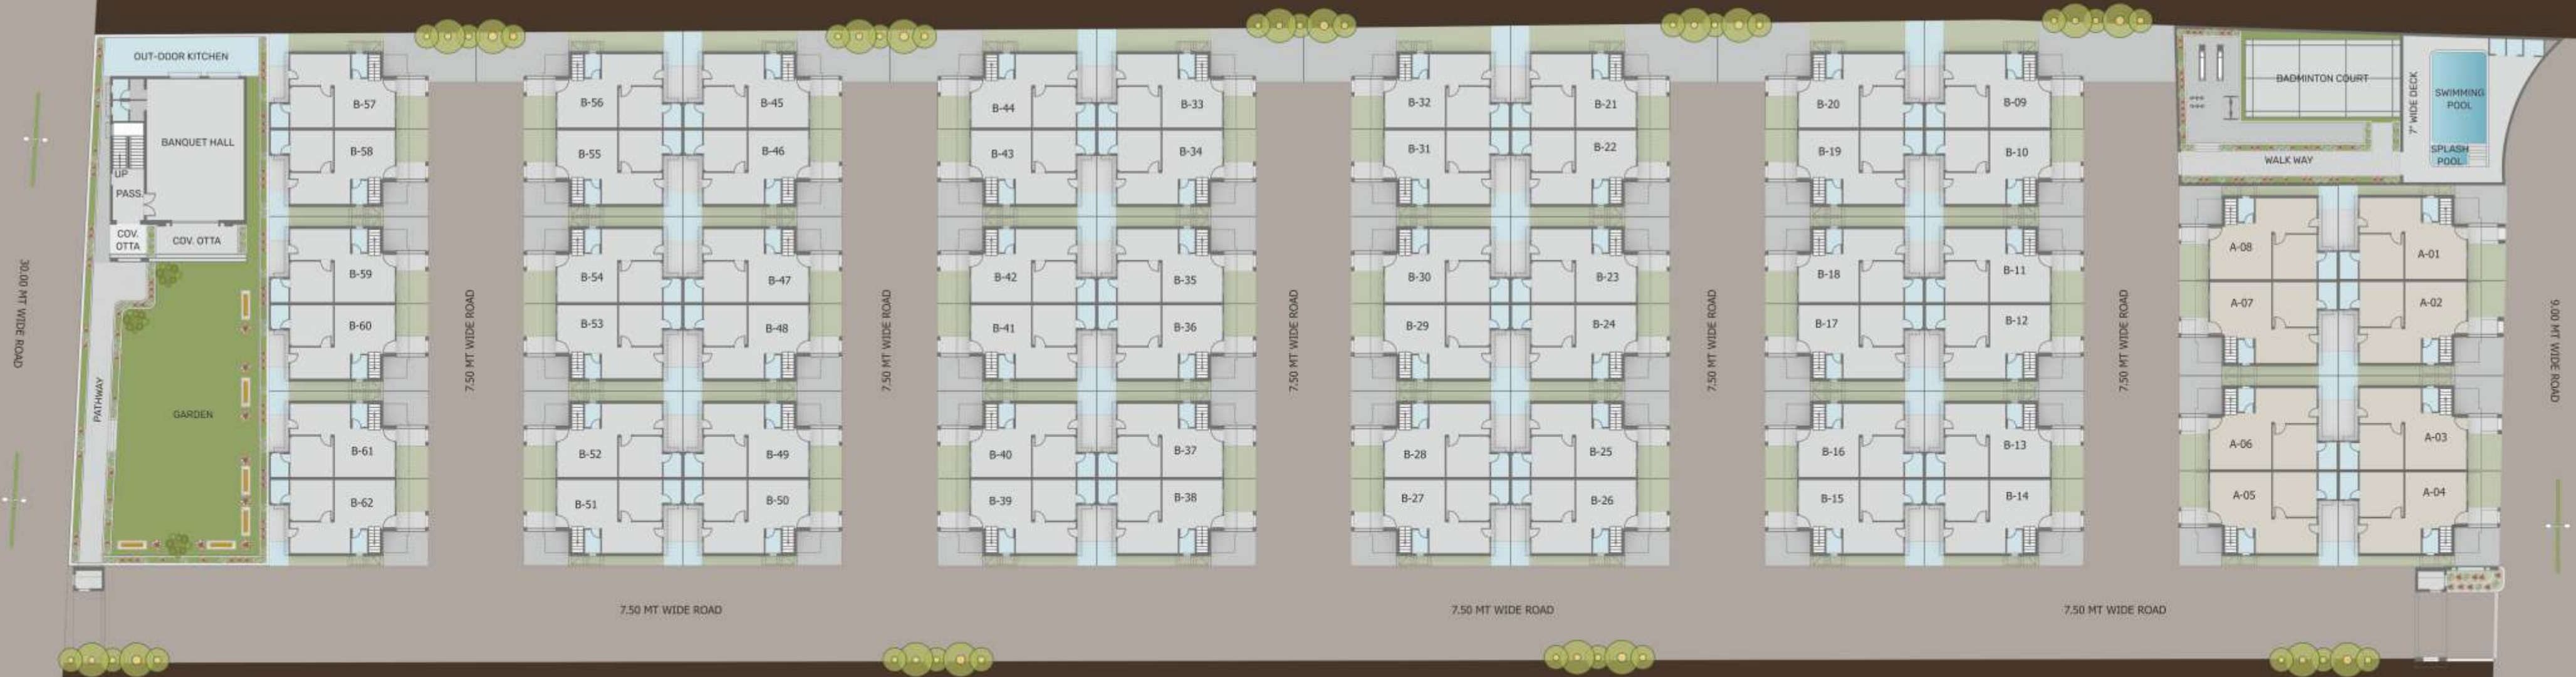 OUT-DOOR KITCHEN
BANQUET HALL
UP
PASS.
COV.
OTTA
COV. OTTA
PATHWAY
GARDEN
30.00 MT WIDE ROAD
B-57
B-58
B-59
B-60
B-61
B-62
7.50 MT WIDE ROAD
B-56
B-45
B-55
B-46
B-54
B-47
B-53
B-48
B-52
B-49
B-51
B-50
7.50 MT WIDE ROAD
B-44
B-33
B-43
B-34
B-42
B-35
B-41
B-36
B-40
B-37
B-39
B-38
7.50 MT WIDE ROAD
B-32
B-21
B-31
B-22
B-30
B-23
B-29
B-24
B-28
B-25
B-27
B-26
7.50 MT WIDE ROAD
B-20
B-09
B-19
B-10
B-18
B-11
B-17
B-12
B-16
B-13
B-15
B-14
7.50 MT WIDE ROAD
BADMINTON COURT
7' WIDE DECK
SWIMMING
POOL
SPLASH
POOL
WALK WAY
A-08
A-01
A-07
A-02
A-06
A-03
A-05
A-04
9.00 MT WIDE ROAD
7.50 MT WIDE ROAD
7.50 MT WIDE ROAD
7.50 MT WIDE ROAD